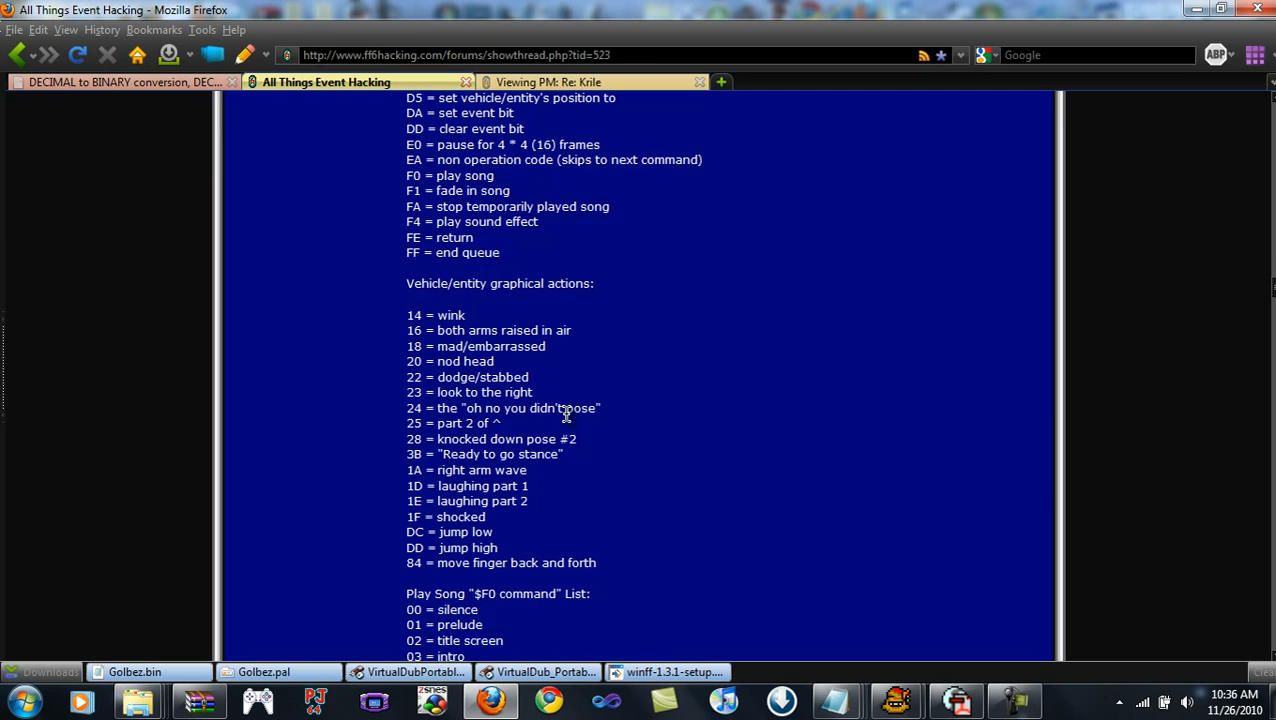 All Things Event Hacking - Mozilla Firefox
File Edit View History Bookmarks Tools Help
http://www.ff6hacking.com/forums/showthread.php?tid=523
Google
ABP
DECIMAL to BINARY conversion, DEC...
All Things Event Hacking
Viewing PM: Re: Krile
D5 = set vehicle/entity's position to
DA = set event bit
DD = clear event bit
E0 = pause for 4 * 4 (16) frames
EA = non operation code (skips to next command)
F0 = play song
F1 = fade in song
FA = stop temporarily played song
F4 = play sound effect
FE = return
FF = end queue
Vehicle/entity graphical actions:
14 = wink
16 = both arms raised in air
18 = mad/embarrassed
20 = nod head
22 = dodge/stabbed
23 = look to the right
24 = the "oh no you didn't pose"
25 = part 2 of ^
28 = knocked down pose #2
3B = "Ready to go stance"
1A = right arm wave
1D = laughing part 1
1E = laughing part 2
1F = shocked
DC = jump low
DD = jump high
84 = move finger back and forth
Play Song "$F0 command" List:
00 = silence
01 = prelude
02 = title screen
03 = intro
Downloads
Golbez.bin
Golbez.pal
VirtualDubPortabl...
VirtualDub_Portab...
winff-1.3.1-setup....
Clear
PJ
64
zsnes
10:36 AM
11/26/2010